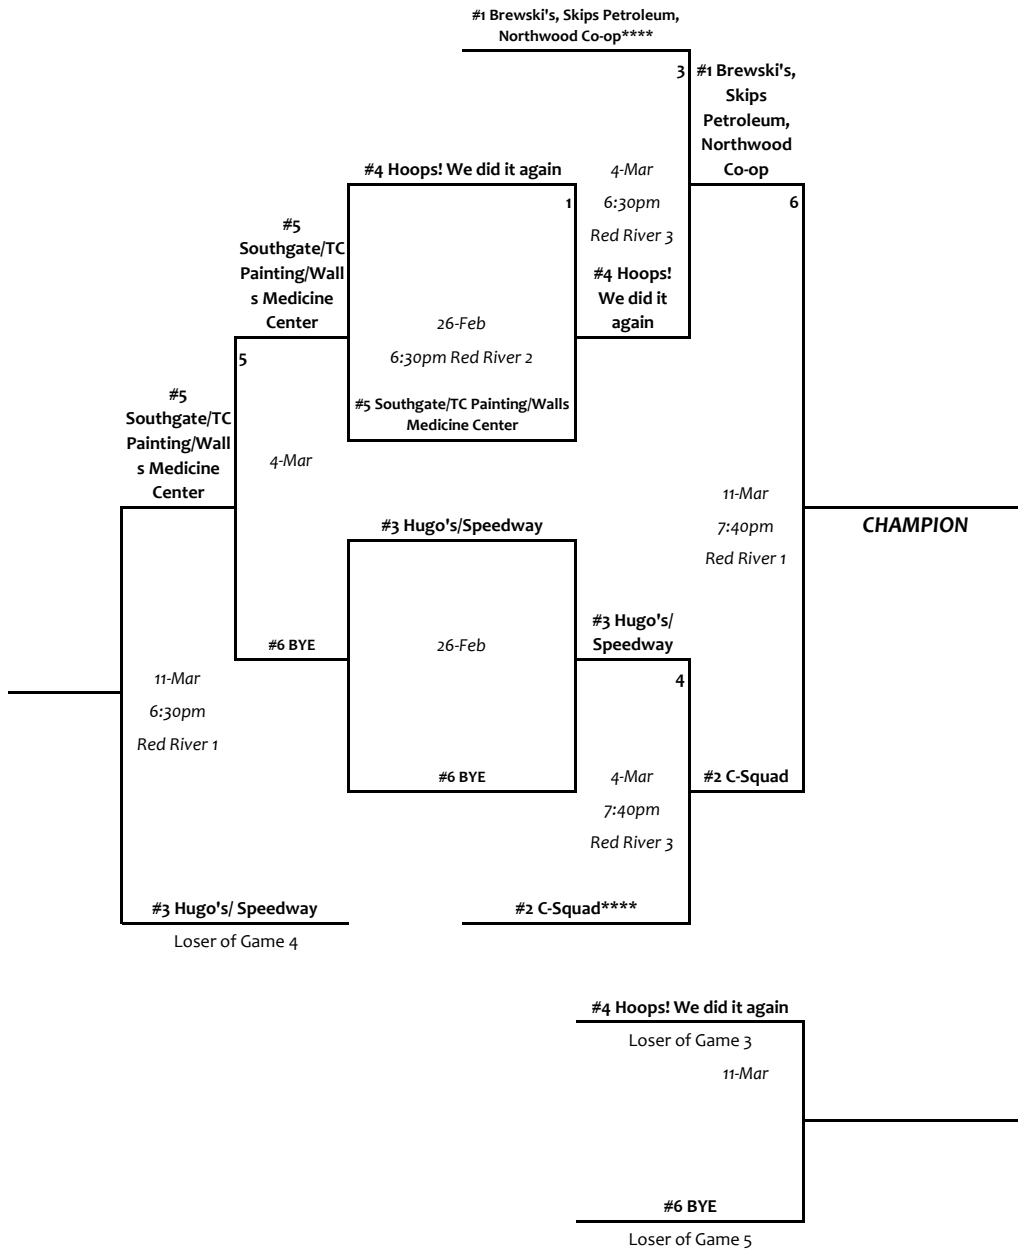 #1 Brewski's, Skips Petroleum,
Northwood Co-op****
3
#1 Brewski's,
Skips
Petroleum,
Northwood
Co-op
#4 Hoops! We did it again
4-Mar
1
6:30pm
6
Red River 3
#5
Southgate/TC
Painting/Wall
s Medicine
Center
#4 Hoops!
We did it
again
26-Feb
5
6:30pm Red River 2
#5
Southgate/TC
Painting/Wall
s Medicine
Center
#5 Southgate/TC Painting/Walls
Medicine Center
4-Mar
11-Mar
7:40pm
Red River 1
CHAMPION
#3 Hugo's/Speedway
#3 Hugo's/
Speedway
#6 BYE
26-Feb
4
11-Mar
6:30pm
Red River 1
#6 BYE
4-Mar
7:40pm
Red River 3
#2 C-Squad
#3 Hugo's/ Speedway
Loser of Game 4
#2 C-Squad****
#4 Hoops! We did it again
Loser of Game 3
11-Mar
#6 BYE
Loser of Game 5